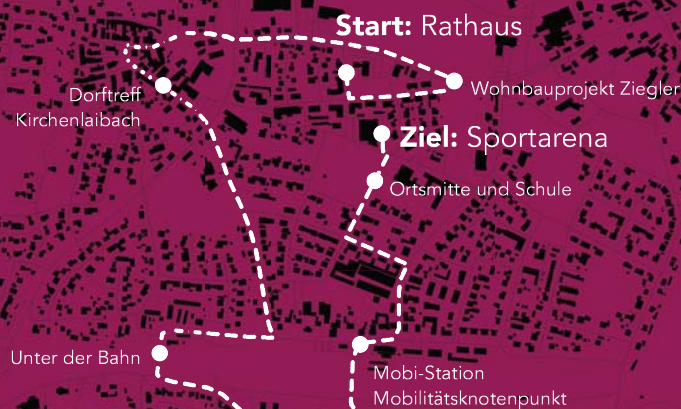 Start: Rathaus
Wohnbauprojekt Ziegler
Dorftreff
Kirchenlaibach
Ziel: Sportarena
Ortsmitte und Schule
Unter der Bahn
Mobi-Station
Mobilitätsknotenpunkt